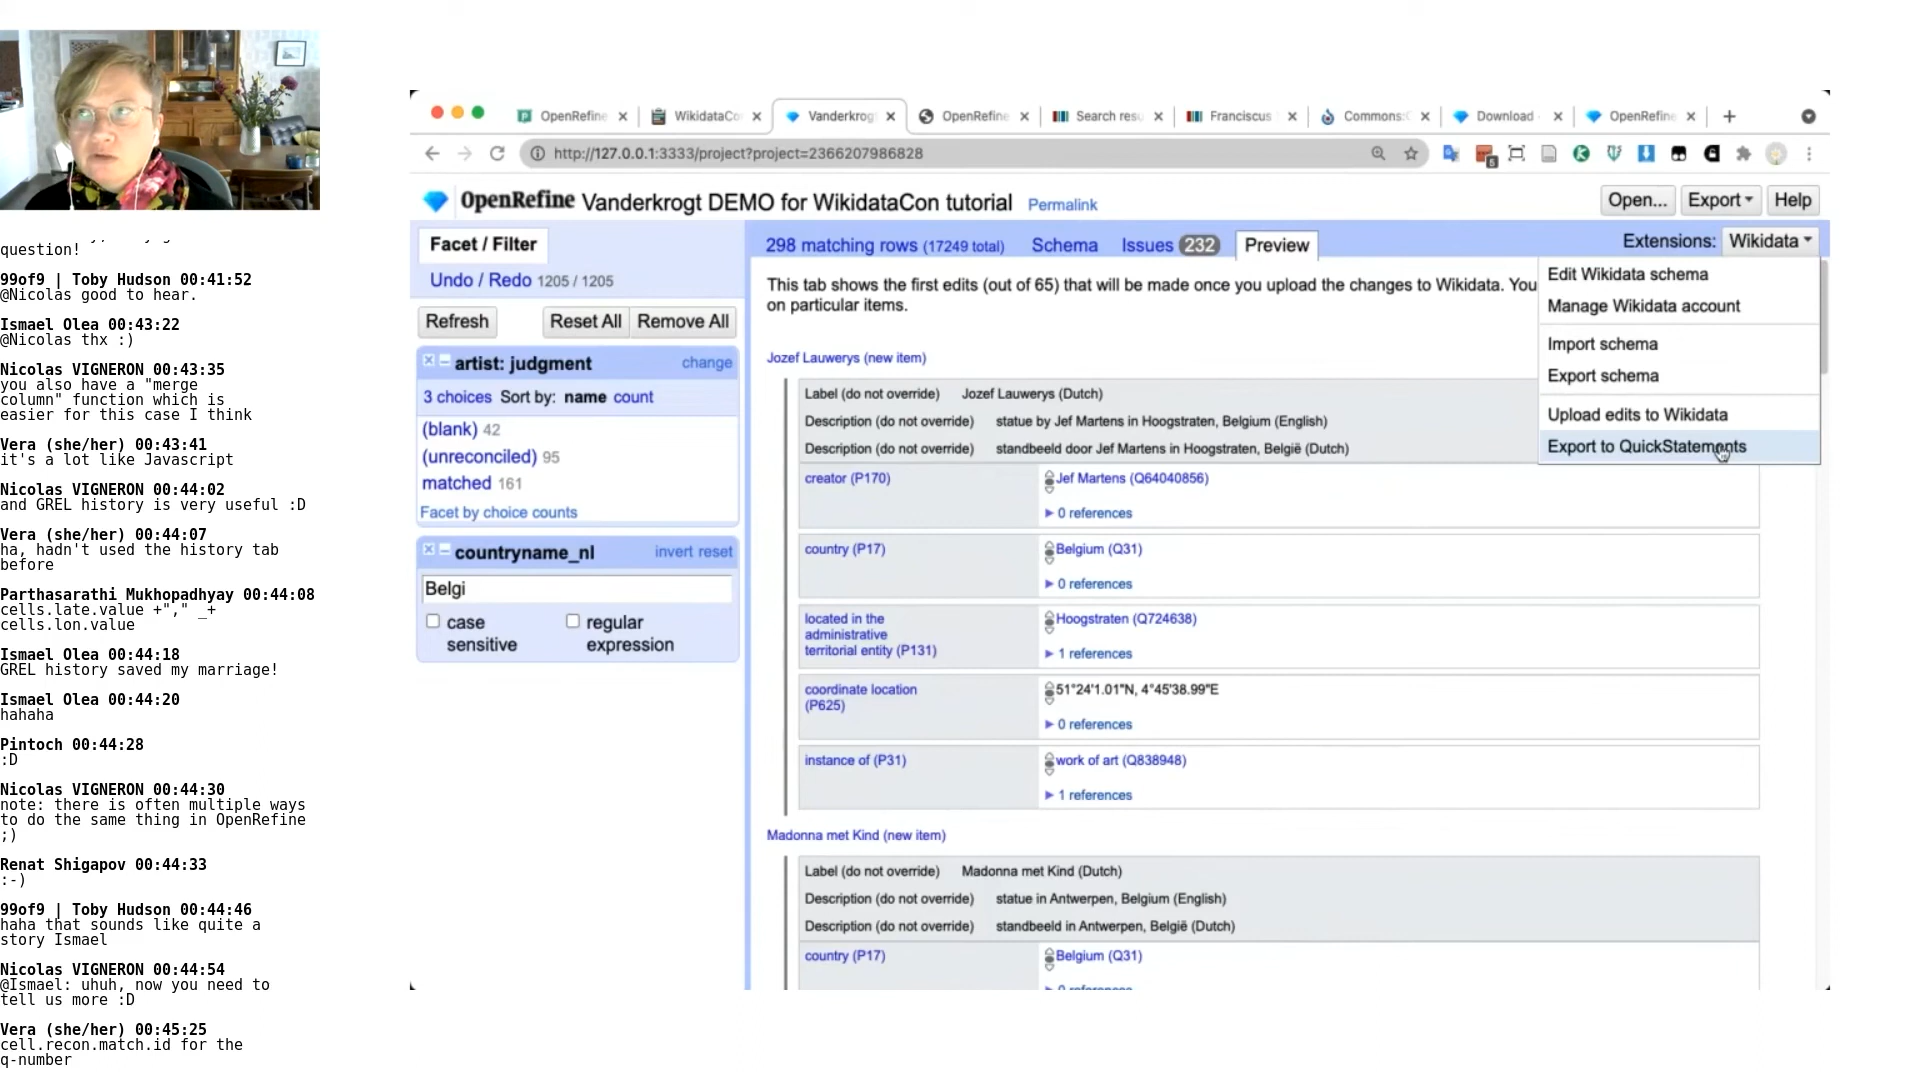 question!
99of9 | Toby Hudson 00:41:52
@Nicolas good to hear.
Ismael Olea 00:43:22
@Nicolas thx :)
Nicolas VIGNERON 00:43:35
you also have a "merge
column" function which is
easier for this case I think
Vera (she/her) 00:43:41
it's a lot like Javascript
Nicolas VIGNERON 00:44:02
and GREL history is very useful :D
Vera (she/her) 00:44:07
ha, hadn't used the history tab
before
Parthasarathi Mukhopadhyay 00:44:08
cells.late.value +"," _+
cells.lon.value
Ismael Olea 00:44:18
GREL history saved my marriage!
Ismael Olea 00:44:20
hahaha
Pintoch 00:44:28
:D
Nicolas VIGNERON 00:44:30
note: there is often multiple ways
to do the same thing in OpenRefine
;)
Renat Shigapov 00:44:33
:-)
99of9 | Toby Hudson 00:44:46
haha that sounds like quite a
story Ismael
Nicolas VIGNERON 00:44:54
@Ismael: uhuh, now you need to
tell us more :D
Vera (she/her) 00:45:25
cell.recon.match.id for the
q-number
OpenRefine WikidataCo Vanderkrog OpenRefine Search resu Franciscus Commons: Download OpenRefine
http://127.0.0.1:3333/project?project=2366207986828
OpenRefine Vanderkrogt DEMO for WikidataCon tutorial Permalink Open... Export Help
Facet / Filter
Undo / Redo 1205 / 1205
Refresh Reset All Remove All
artist: judgment change
3 choices Sort by: name count
(blank) 42
(unreconciled) 95
matched 161
Facet by choice counts
countryname_nl invert reset
Belgi
case sensitive
regular expression
298 matching rows (17249 total) Schema Issues 232 Preview
Extensions: Wikidata
Edit Wikidata schema
Manage Wikidata account
Import schema
Export schema
Upload edits to Wikidata
Export to QuickStatements
This tab shows the first edits (out of 65) that will be made once you upload the changes to Wikidata. You
on particular items.
Jozef Lauwerys (new item)
Label (do not override) Jozef Lauwerys (Dutch)
Description (do not override) statue by Jef Martens in Hoogstraten, Belgium (English)
Description (do not override) standbeeld door Jef Martens in Hoogstraten, België (Dutch)
creator (P170) Jef Martens (Q64040856)
0 references
country (P17) Belgium (Q31)
0 references
located in the
administrative
territorial entity (P131)
Hoogstraten (Q724638)
1 references
coordinate location
(P625)
51°24'1.01"N, 4°45'38.99"E
0 references
instance of (P31) work of art (Q838948)
1 references
Madonna met Kind (new item)
Label (do not override) Madonna met Kind (Dutch)
Description (do not override) statue in Antwerpen, Belgium (English)
Description (do not override) standbeeld in Antwerpen, België (Dutch)
country (P17) Belgium (Q31)